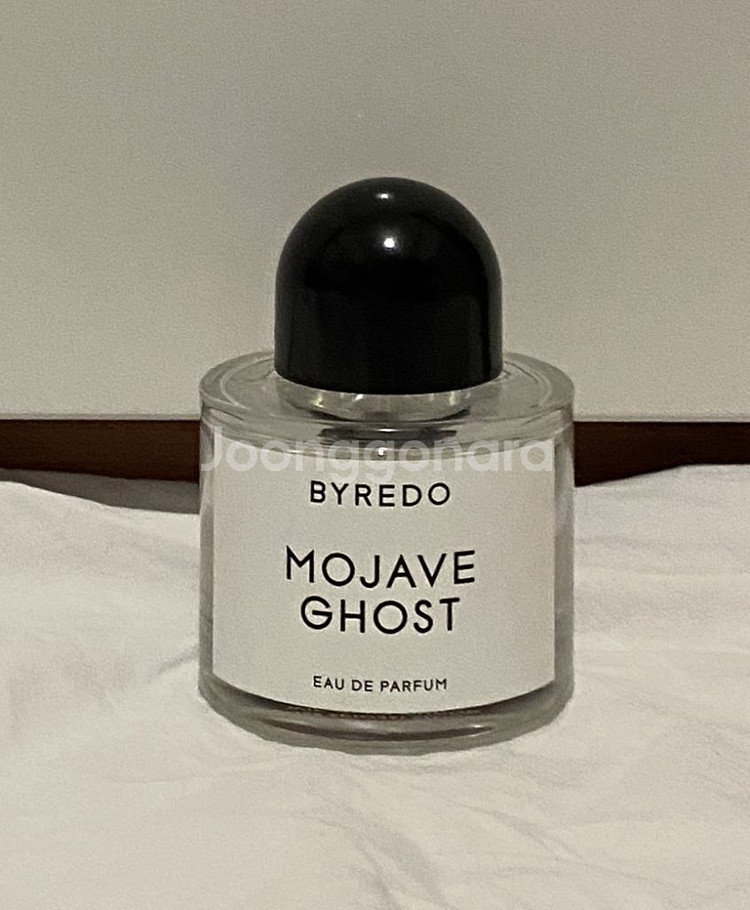 Joonggonara
BYREDO
MOJAVE
GHOST
EAU DE PARFUM